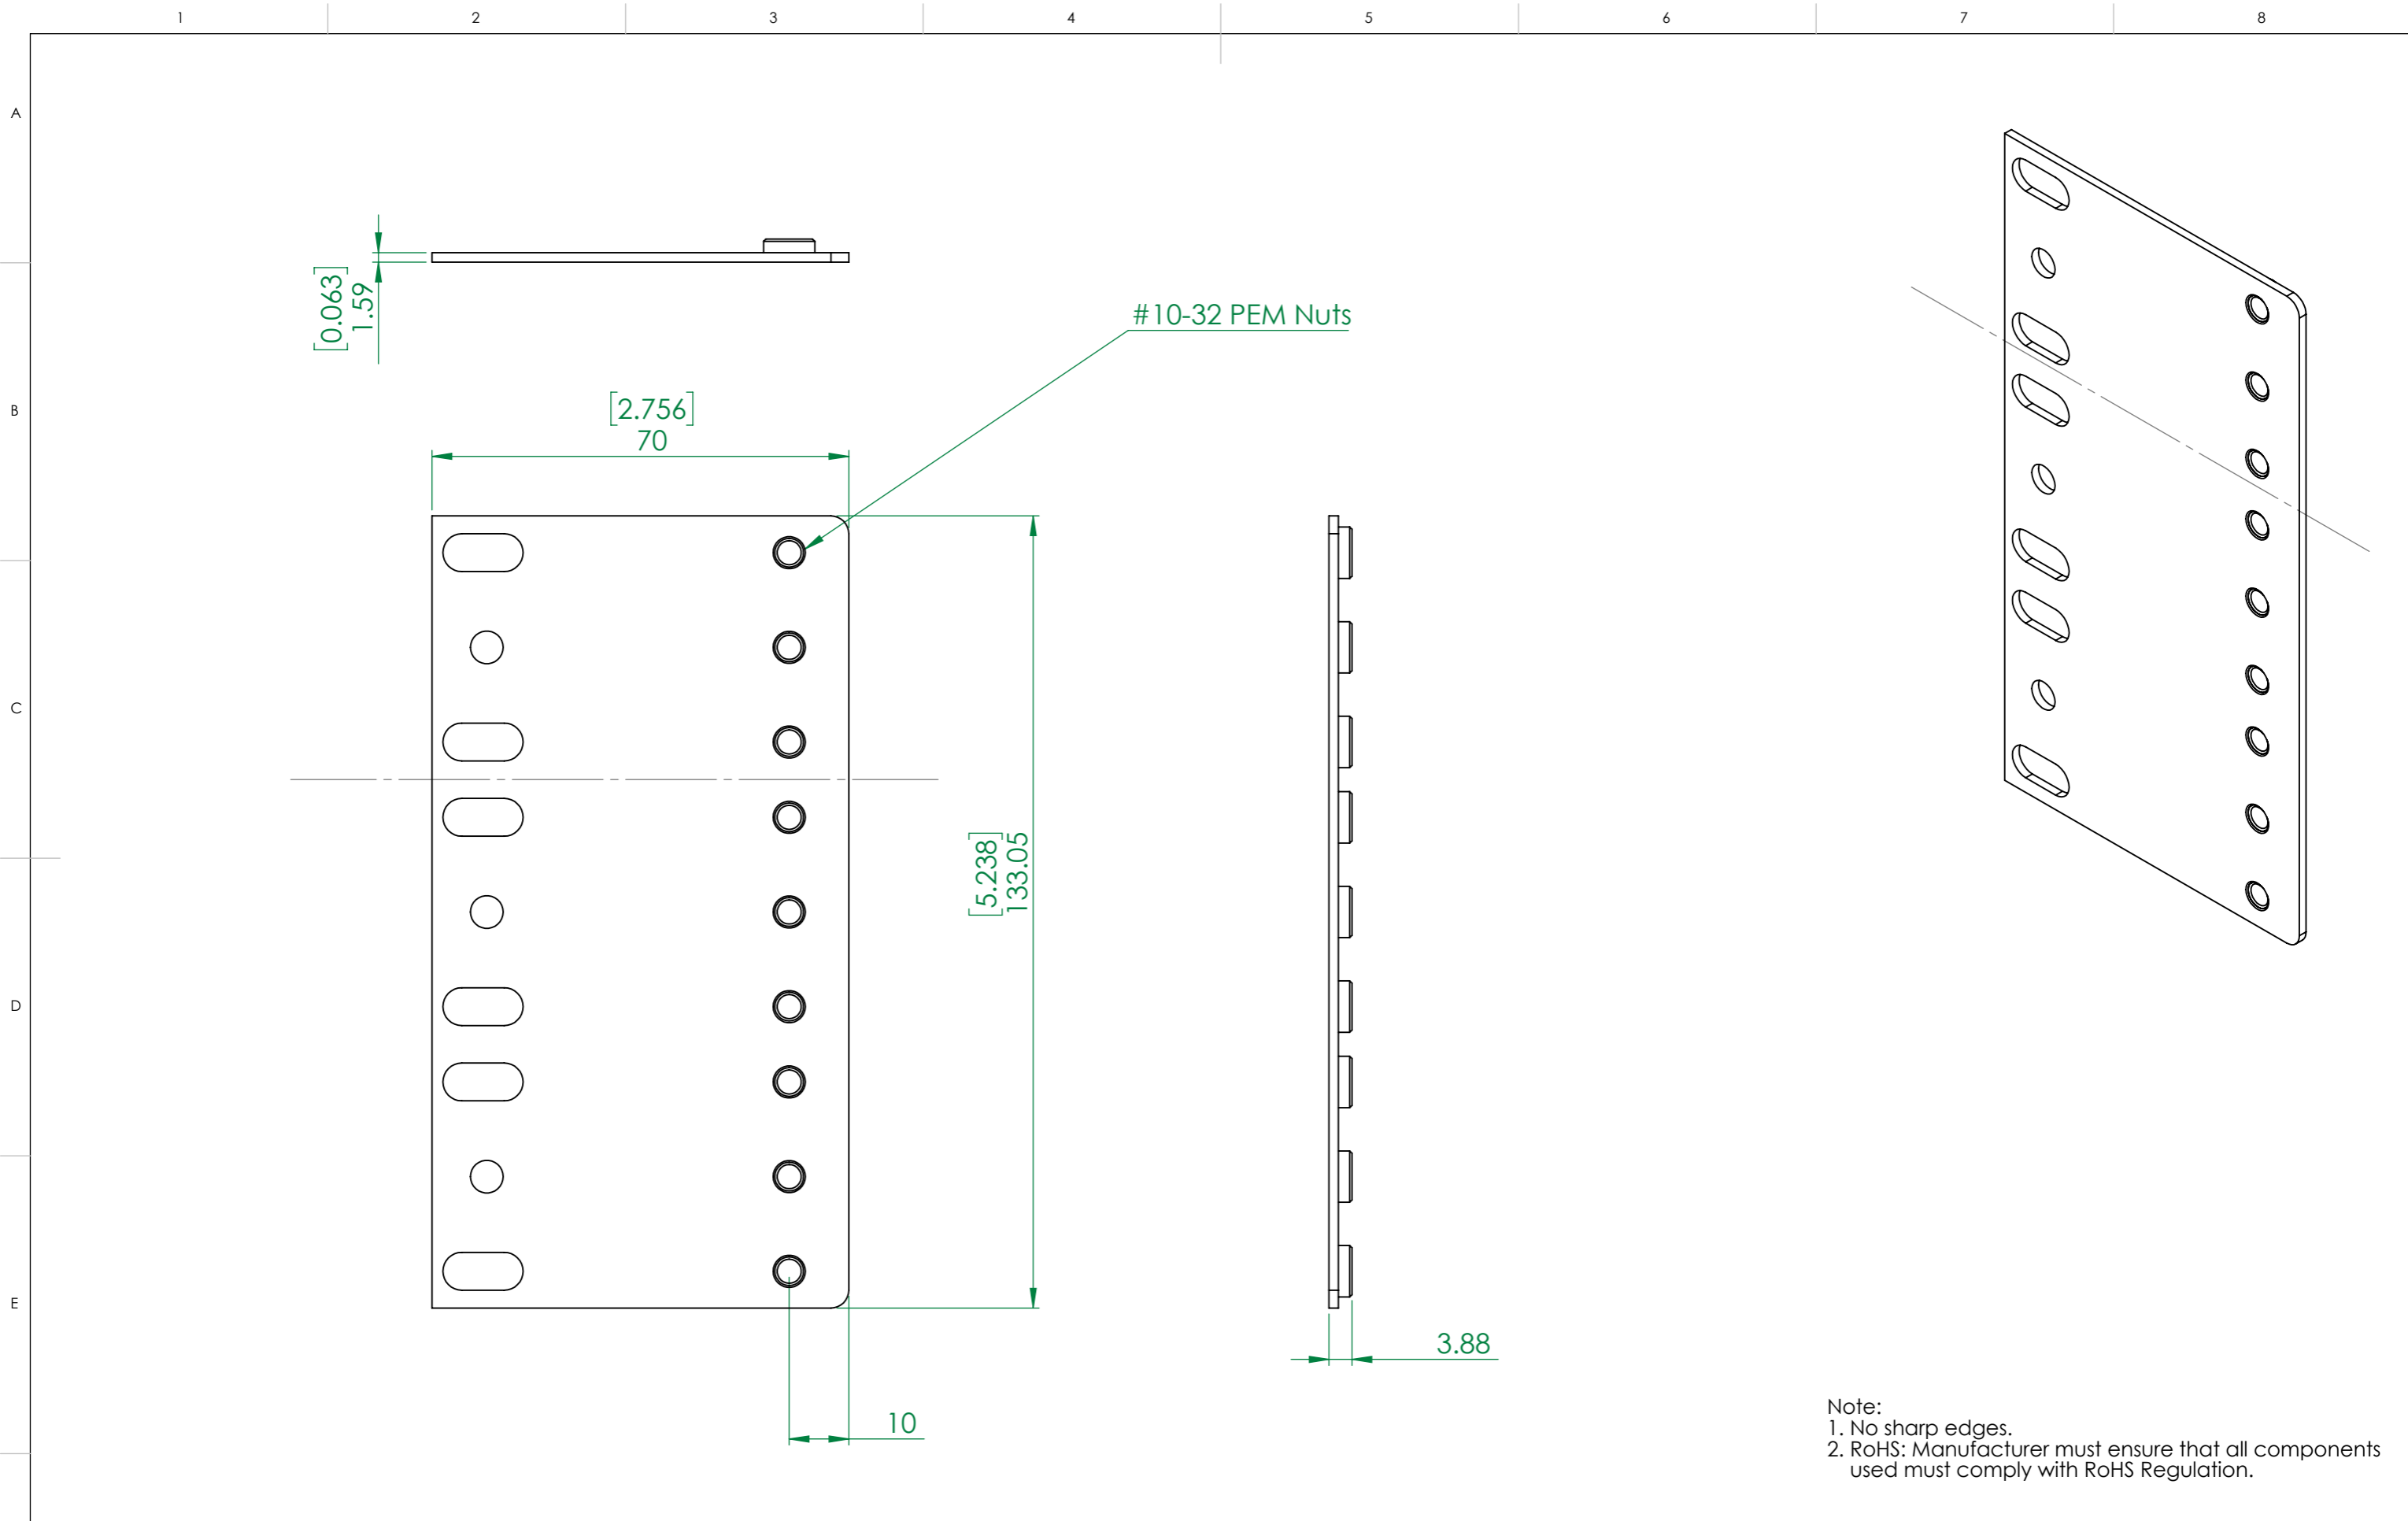 1 2 3 4 5 6 7 8
A
B
C
D
E
[0.063]
1.59
#10-32 PEM Nuts
[2.756]
70
[5.238]
133.05
3.88
10
Note:
1. No sharp edges.
2. RoHS: Manufacturer must ensure that all components
used must comply with RoHS Regulation.